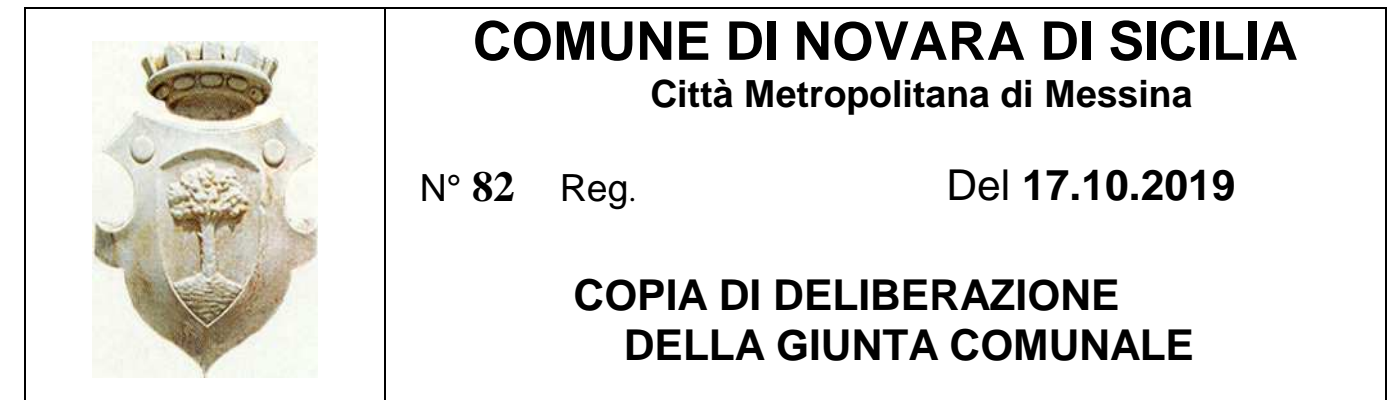 COMUNE DI NOVARA DI SICILIA
Città Metropolitana di Messina
N° 82 Reg. Del 17.10.2019
COPIA DI DELIBERAZIONE
DELLA GIUNTA COMUNALE